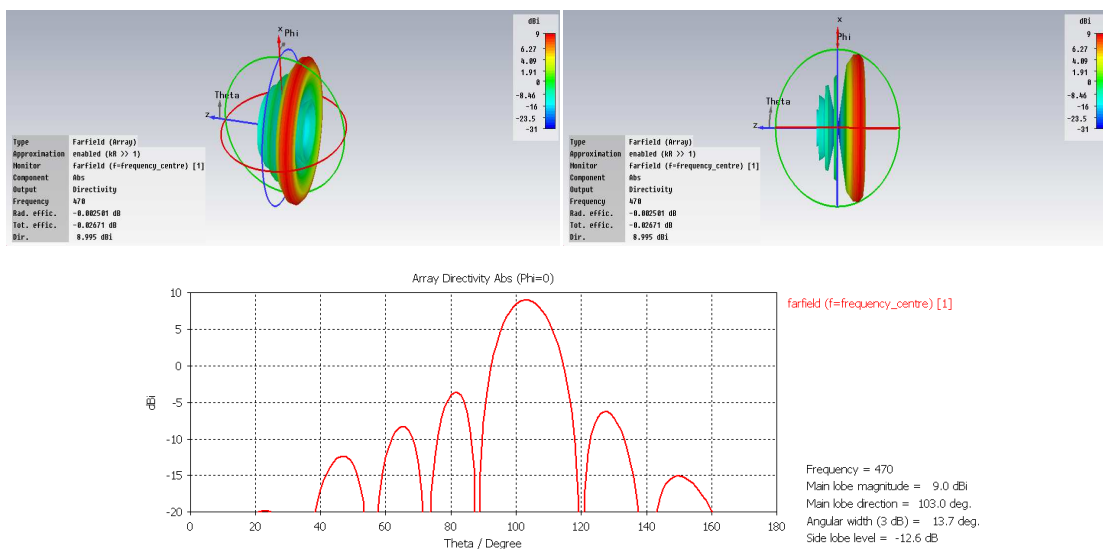 x
Phi
Theta
z
dBi
9
6.27
4.09
1.91
0
-8.46
-16
-23.5
-31
Type Farfield (Array)
Approximation enabled (kR >> 1)
Monitor farfield (f=frequency_centre) [1]
Component Abs
Output Directivity
Frequency 470
Rad. effic. -0.002501 dB
Tot. effic. -0.02671 dB
Dir. 8.995 dBi
x
Phi
Theta
z
dBi
9
6.27
4.09
1.91
0
-8.46
-16
-23.5
-31
Type Farfield (Array)
Approximation enabled (kR >> 1)
Monitor farfield (f=frequency_centre) [1]
Component Abs
Output Directivity
Frequency 470
Rad. effic. -0.002501 dB
Tot. effic. -0.02671 dB
Dir. 8.995 dBi
Array Directivity Abs (Phi=0)
10
5
0
-5
-10
-15
-20
dBi
0 20 40 60 80 100 120 140 160 180
Theta / Degree
farfield (f=frequency_centre) [1]
Frequency = 470
Main lobe magnitude = 9.0 dBi
Main lobe direction = 103.0 deg.
Angular width (3 dB) = 13.7 deg.
Side lobe level = -12.6 dB